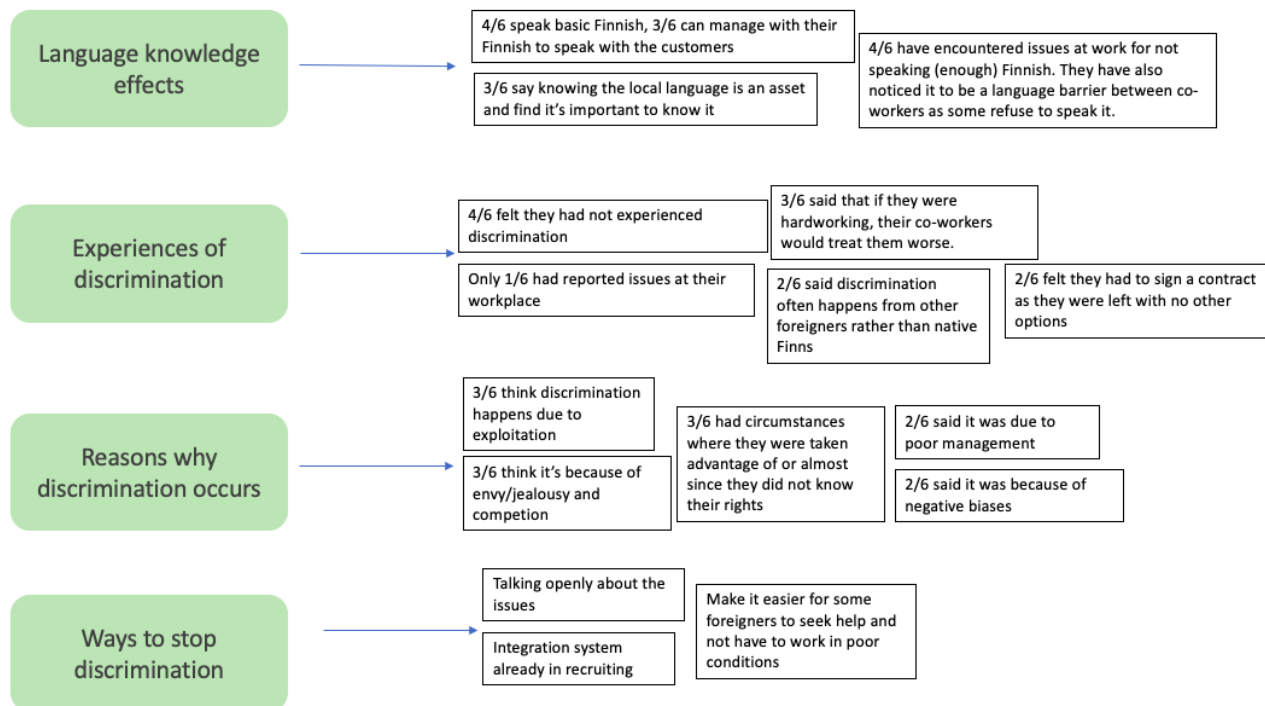 Language knowledge
effects
4/6 speak basic Finnish, 3/6 can manage with their
Finnish to speak with the customers
3/6 say knowing the local language is an asset
and find it's important to know it
4/6 have encountered issues at work for not
speaking (enough) Finnish. They have also
noticed it to be a language barrier between co-
workers as some refuse to speak it.
Experiences of
discrimination
4/6 felt they had not experienced
discrimination
Only 1/6 had reported issues at their
workplace
3/6 said that if they were
hardworking, their co-workers
would treat them worse.
2/6 said discrimination
often happens from other
foreigners rather than native
Finns
2/6 felt they had to sign a contract
as they were left with no other
options
Reasons why
discrimination occurs
3/6 think discrimination
happens due to
exploitation
3/6 think it's because of
envy/jealousy and
competion
3/6 had circumstances
where they were taken
advantage of or almost
since they did not know
their rights
2/6 said it was due to
poor management
2/6 said it was because of
negative biases
Ways to stop
discrimination
Talking openly about the
issues
Integration system
already in recruiting
Make it easier for some
foreigners to seek help and
not have to work in poor
conditions